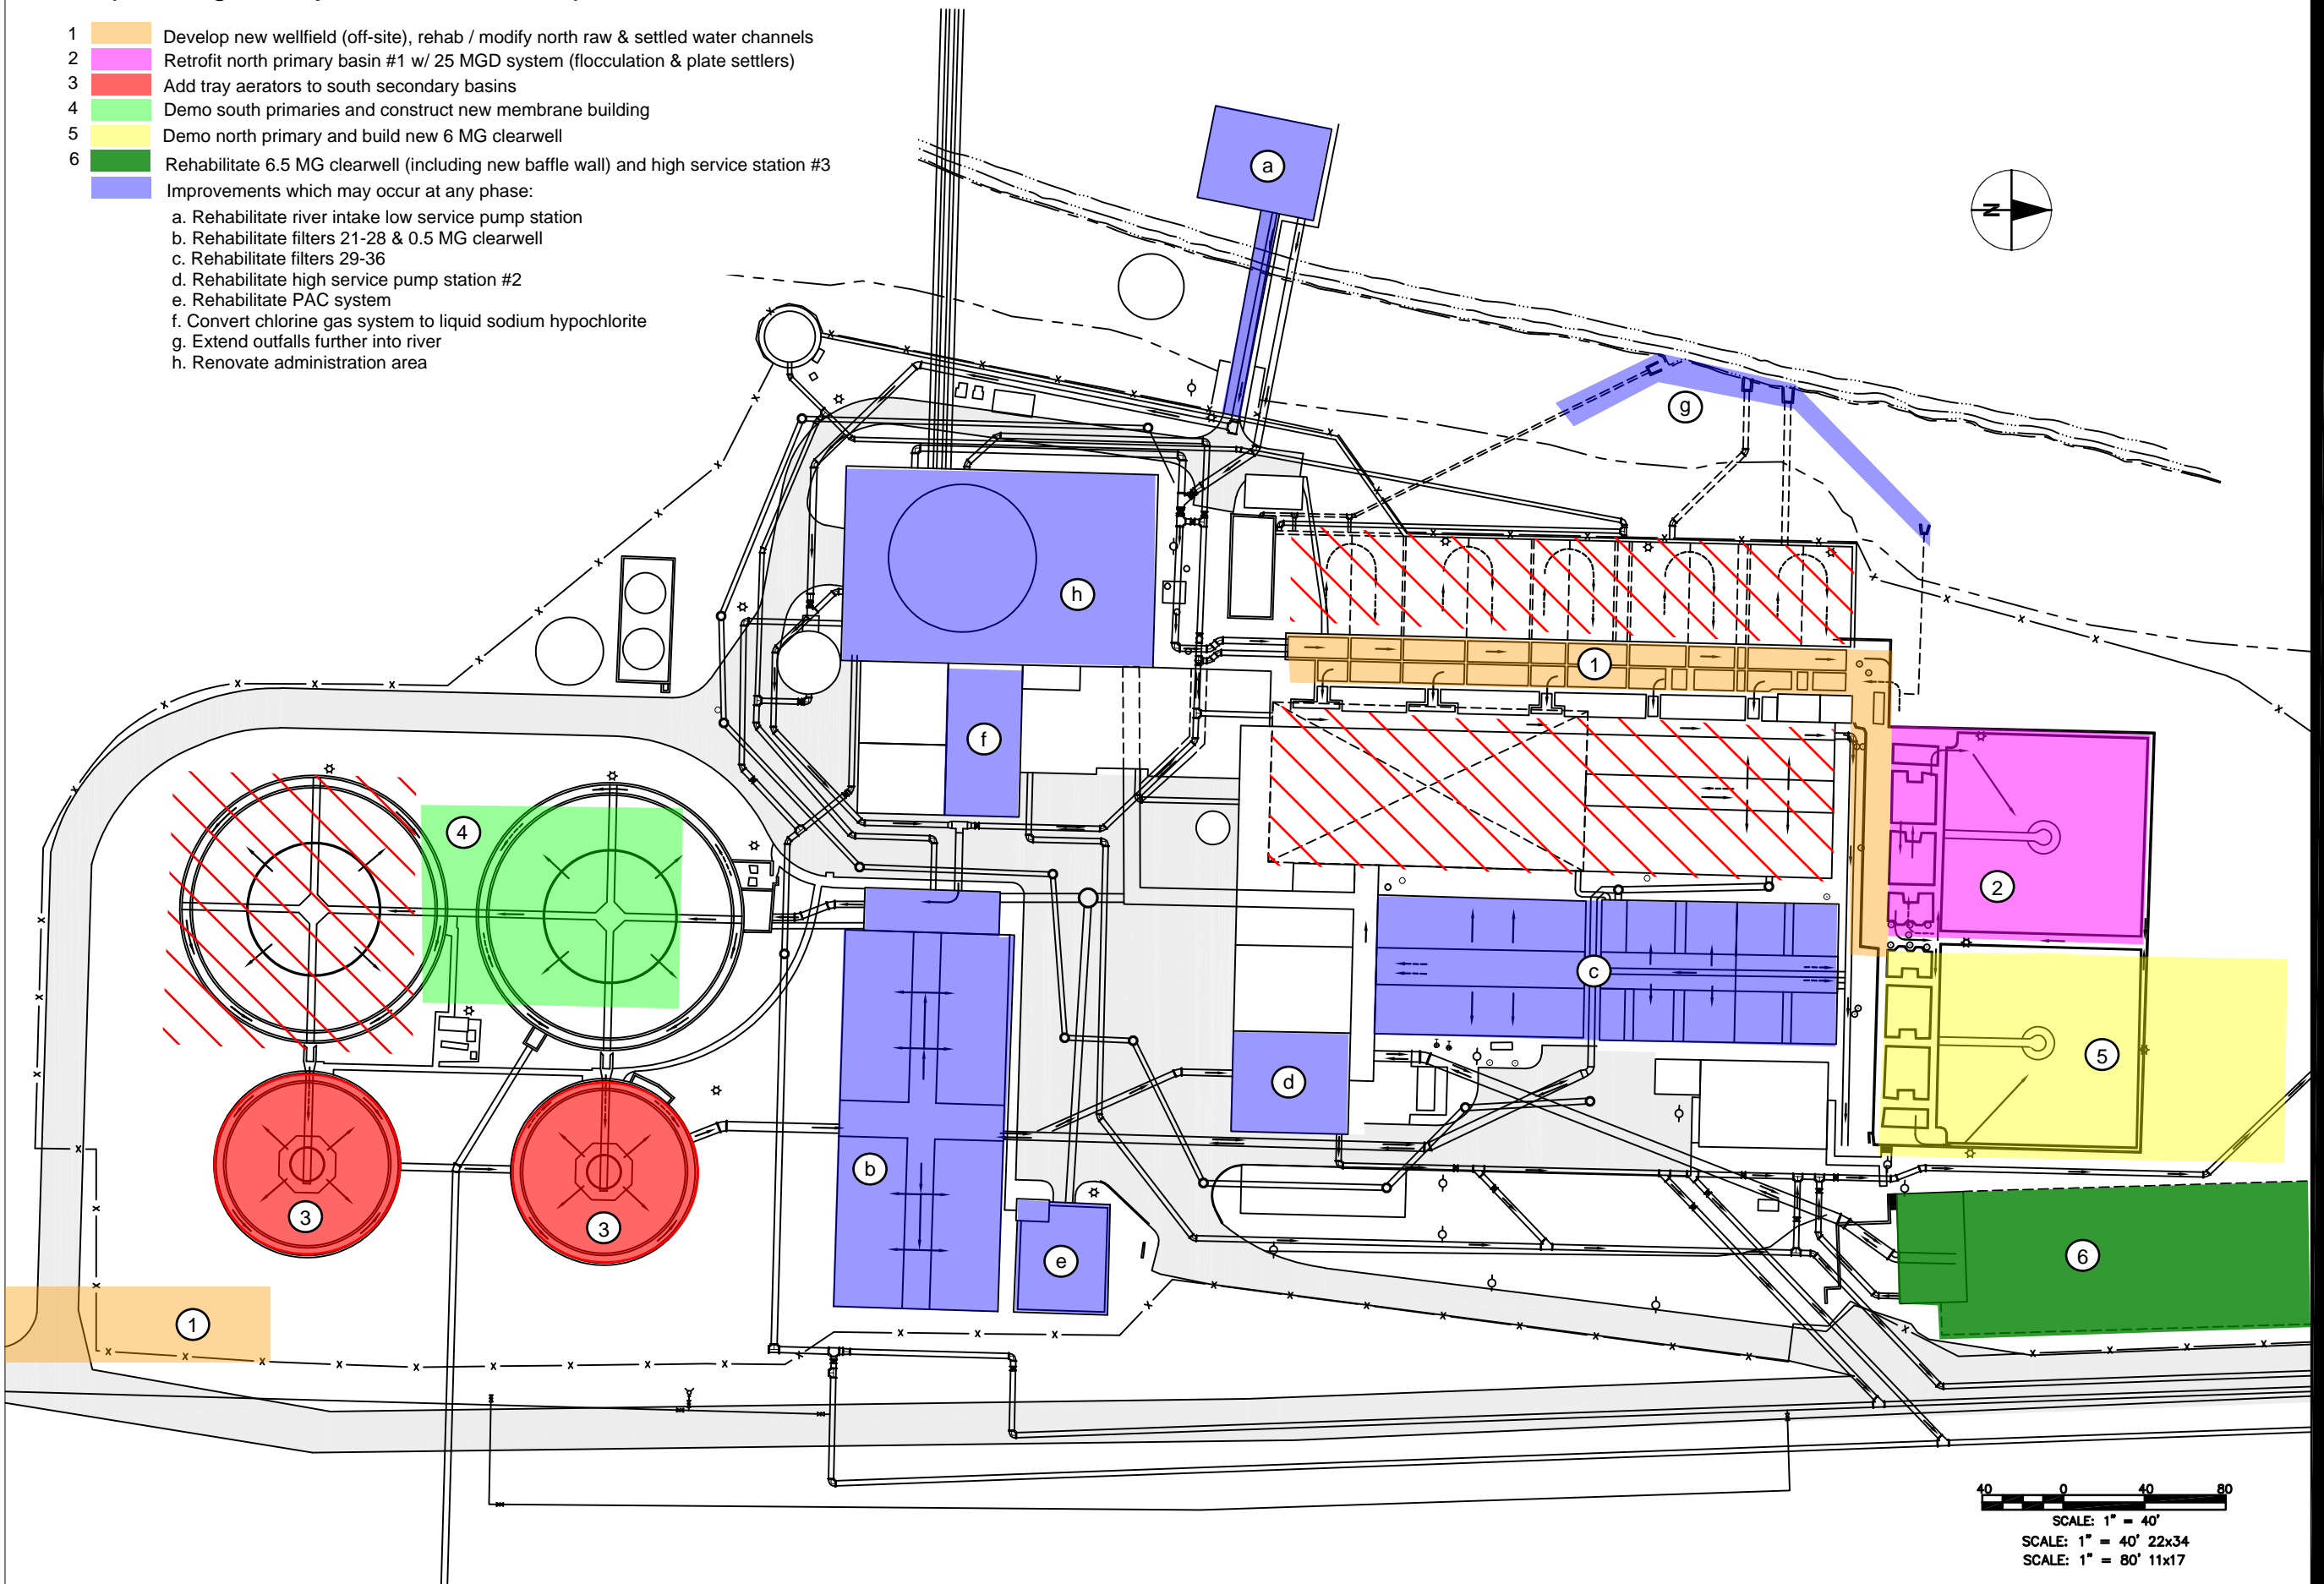 1 Develop new wellfield (off-site), rehab / modify north raw & settled water channels
2 Retrofit north primary basin #1 w/ 25 MGD system (flocculation & plate settlers)
3 Add tray aerators to south secondary basins
4 Demo south primaries and construct new membrane building
5 Demo north primary and build new 6 MG clearwell
6 Rehabilitate 6.5 MG clearwell (including new baffle wall) and high service station #3
Improvements which may occur at any phase:
a. Rehabilitate river intake low service pump station
b. Rehabilitate filters 21-28 & 0.5 MG clearwell
c. Rehabilitate filters 29-36
d. Rehabilitate high service pump station #2
e. Rehabilitate PAC system
f. Convert chlorine gas system to liquid sodium hypochlorite
g. Extend outfalls further into river
h. Renovate administration area
a
N
g
h
1
f
4
2
c
5
d
b
3
3
e
6
1
40 0 40 80
SCALE: 1" = 40'
SCALE: 1" = 40' 22x34
SCALE: 1" = 80' 11x17